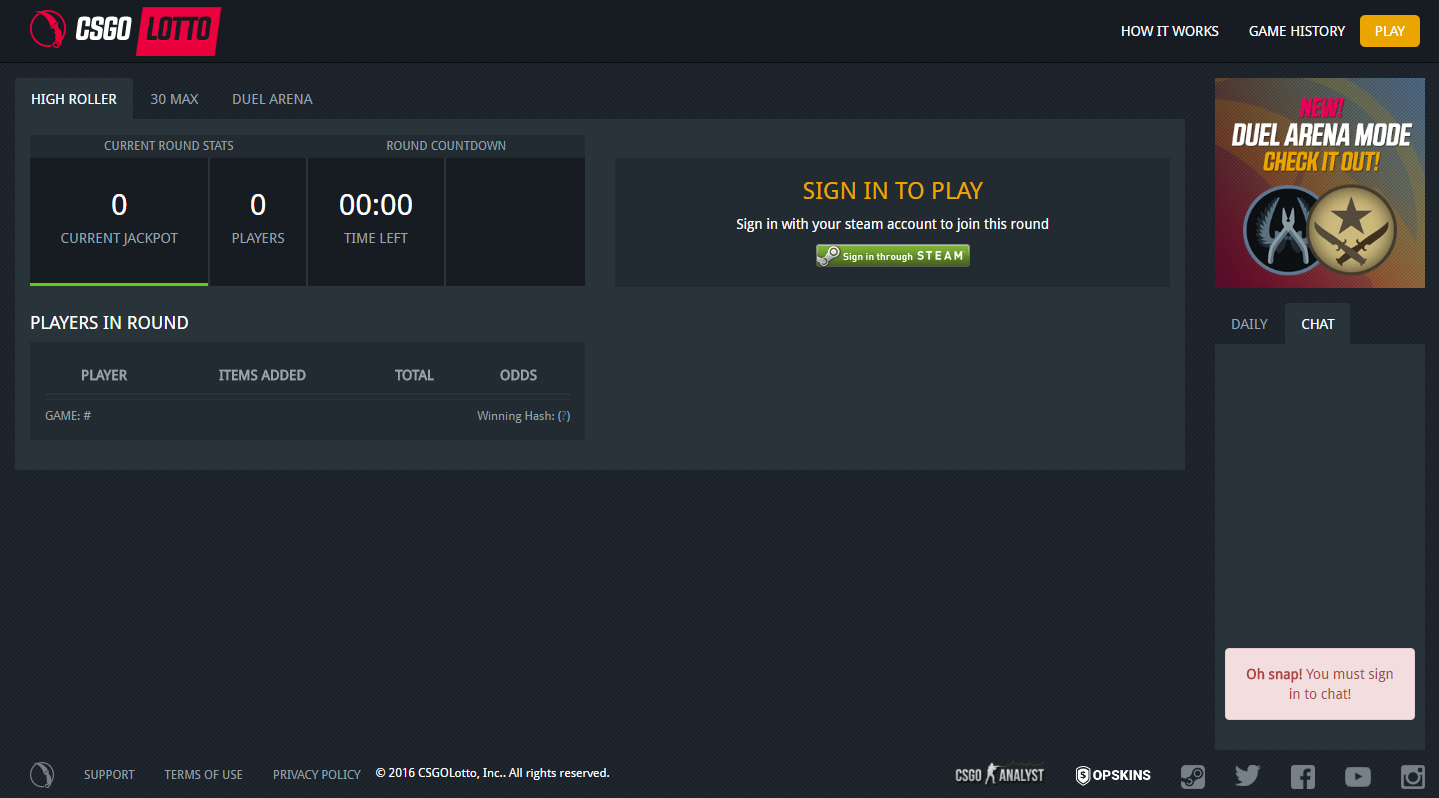 CSGO LOTTO
HOW IT WORKS GAME HISTORY PLAY
HIGH ROLLER 30 MAX DUEL ARENA
CURRENT ROUND STATS ROUND COUNTDOWN
0 0 00:00
CURRENT JACKPOT PLAYERS TIME LEFT
SIGN IN TO PLAY
Sign in with your steam account to join this round
Sign in through STEAM
PLAYERS IN ROUND
PLAYER ITEMS ADDED TOTAL ODDS
GAME: # Winning Hash: (?)
NEW!
DUEL ARENA MODE
CHECK IT OUT!
DAILY CHAT
Oh snap! You must sign
in to chat!
SUPPORT TERMS OF USE PRIVACY POLICY © 2016 CSGOLotto, Inc.. All rights reserved.
CSGO ANALYST OPSKINS